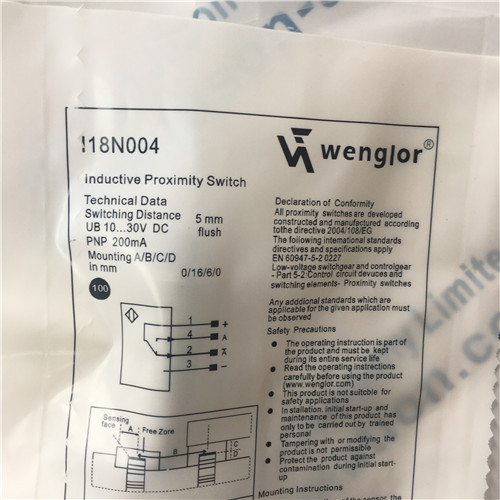 I18N004
wenglor®
Inductive Proximity Switch
Technical Data
Switching Distance 5 mm
UB 10...30V DC flush
PNP 200mA
Mounting A/B/C/D
in mm 0/16/6/0
100
1 +
4 A
2 A̅
3 −
Sensing
face
Free Zore
A
B
C
D
Declaration of Conformity
All proximity switches are developed
constructed and manufactured according
tothe directive 2004/108/EG
The following international standards
directives and specifications apply
EN 60947-5-2 0227
Low-voltage switchgear and controlgear
- Part 5-2:Control circuit deuvces and
switching elements- Proximity switches
Any addodional standards which are
applicable for the given application must
be observed
Safety Precautions
● The operating instruction is part of
the product and must be kept
during its entire service life
● Read the operating instructions
carefully before using the product
(www.wenglor.com)
● This product is not suitcble for
safety applications
● In istallation, initial start-up and
maintenance of this product has
only to be carried out by trained
personal
● Tampering with or modifying the
product is not permissible
● Protect the product against
contamination during initial start-
up
Mounting Instructions